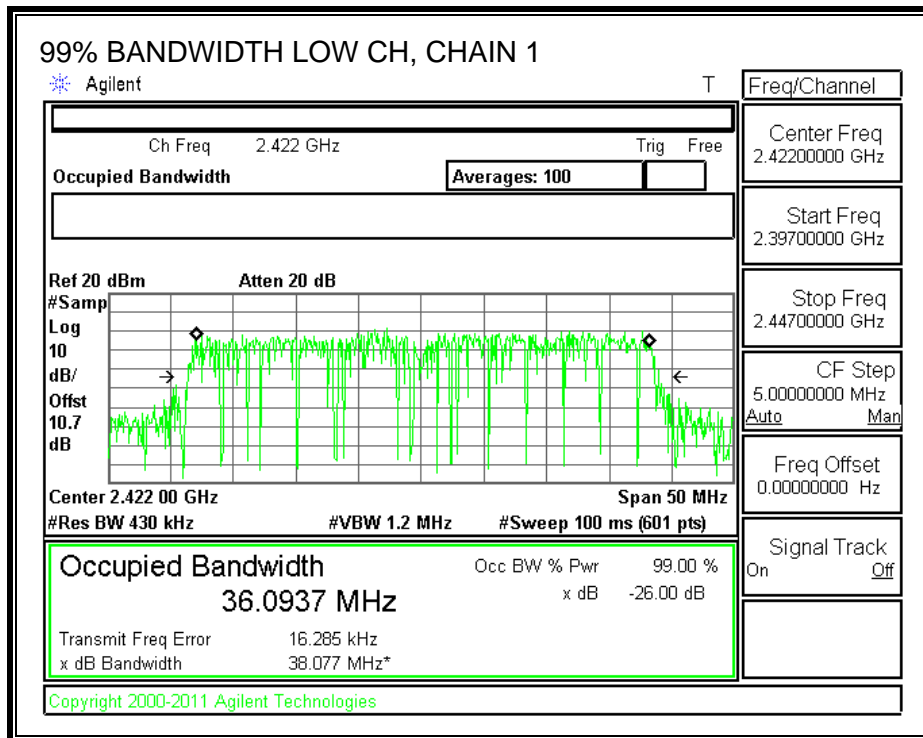 99% BANDWIDTH LOW CH, CHAIN 1
Agilent T
Freq/Channel
Ch Freq 2.422 GHz Trig Free
Occupied Bandwidth Averages: 100
Center Freq
2.42200000 GHz
Start Freq
2.39700000 GHz
Stop Freq
2.44700000 GHz
CF Step
5.00000000 MHz
Auto Man
Freq Offset
0.00000000 Hz
Signal Track
On Off
Ref 20 dBm Atten 20 dB
#Samp
Log
10
dB/
Offst
10.7
dB
Center 2.422 00 GHz Span 50 MHz
#Res BW 430 kHz #VBW 1.2 MHz #Sweep 100 ms (601 pts)
Occupied Bandwidth Occ BW % Pwr 99.00 %
36.0937 MHz x dB -26.00 dB
Transmit Freq Error 16.285 kHz
x dB Bandwidth 38.077 MHz*
Copyright 2000-2011 Agilent Technologies